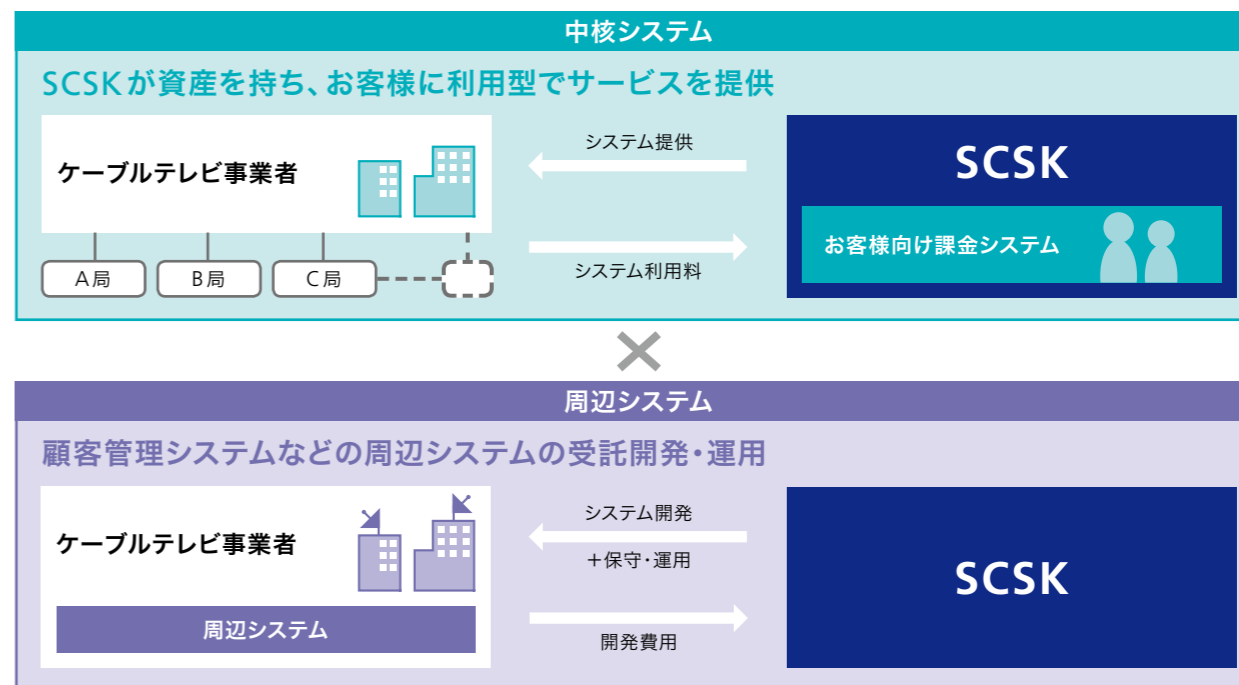 中核システム
SCSKが資産を持ち、お客様に利用型でサービスを提供
ケーブルテレビ事業者
A局
B局
C局
システム提供
システム利用料
SCSK
お客様向け課金システム
周辺システム
顧客管理システムなどの周辺システムの受託開発・運用
ケーブルテレビ事業者
周辺システム
システム開発
＋保守・運用
開発費用
SCSK